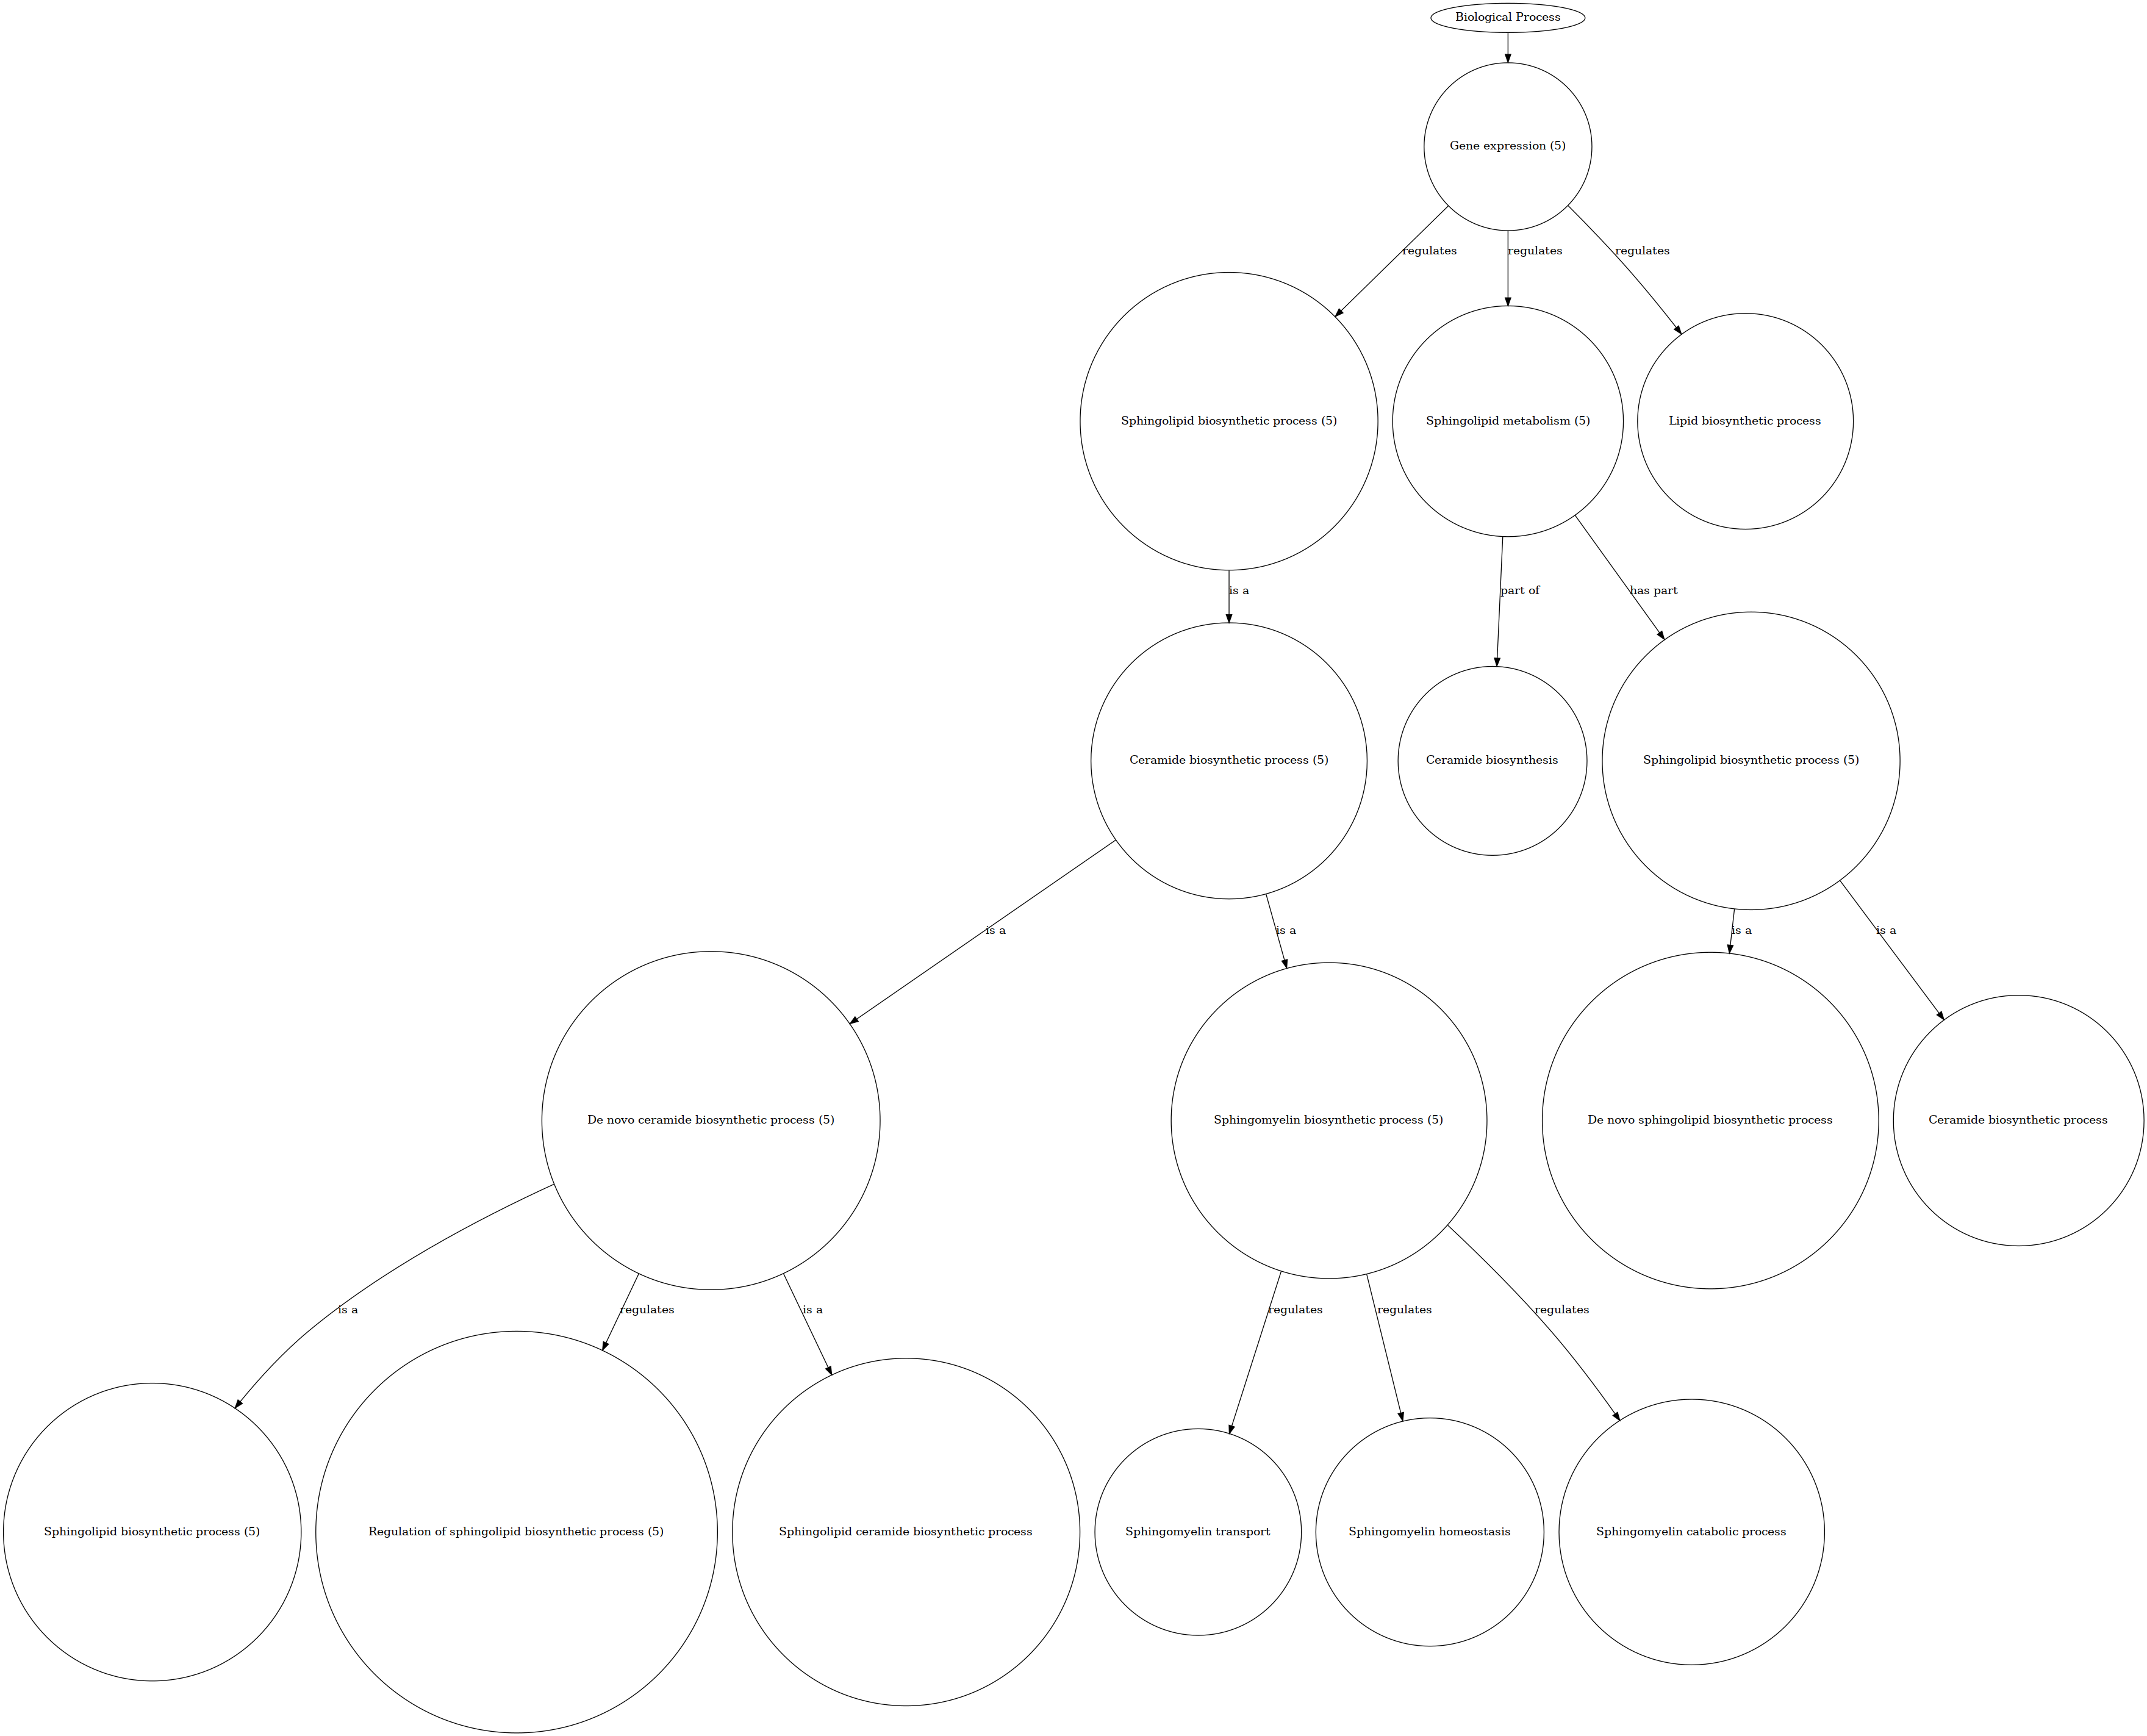 Biological Process
Gene expression (5)
regulates
regulates
regulates
Sphingolipid biosynthetic process (5)
Sphingolipid metabolism (5)
Lipid biosynthetic process
is a
part of
has part
Ceramide biosynthetic process (5)
Ceramide biosynthesis
Sphingolipid biosynthetic process (5)
is a
is a
is a
is a
De novo ceramide biosynthetic process (5)
Sphingomyelin biosynthetic process (5)
De novo sphingolipid biosynthetic process
Ceramide biosynthetic process
is a
regulates
is a
regulates
regulates
regulates
Sphingolipid biosynthetic process (5)
Regulation of sphingolipid biosynthetic process (5)
Sphingolipid ceramide biosynthetic process
Sphingomyelin transport
Sphingomyelin homeostasis
Sphingomyelin catabolic process